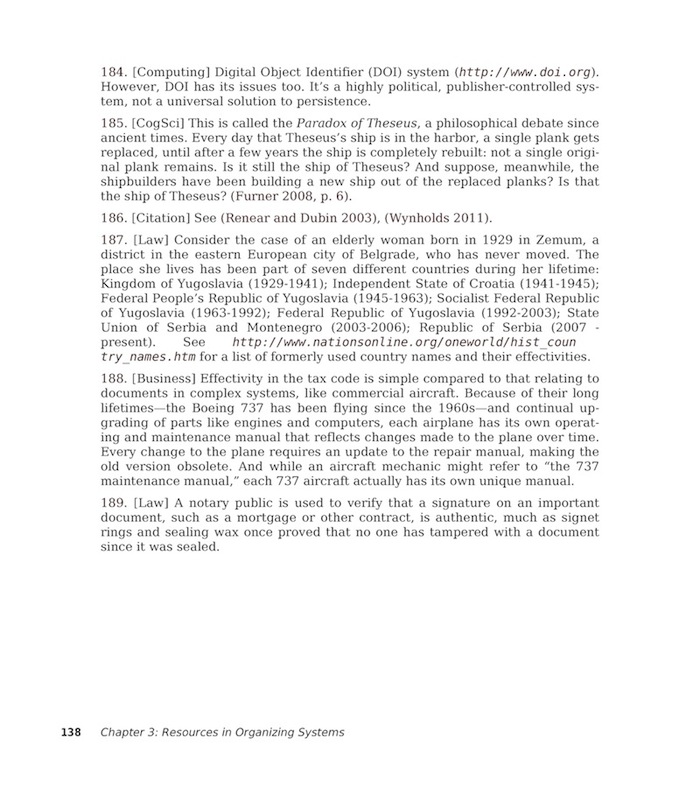 184. [Computing] Digital Object Identifier (DOI) system (http://www.doi.org).
However, DOI has its issues too. It’s a highly political, publisher-controlled sys-
tem, not a universal solution to persistence.
185. [CogSci] This is called the Paradox of Theseus, a philosophical debate since
ancient times. Every day that Theseus’s ship is in the harbor, a single plank gets
replaced, until after a few years the ship is completely rebuilt: not a single origi-
nal plank remains. Is it still the ship of Theseus? And suppose, meanwhile, the
shipbuilders have been building a new ship out of the replaced planks? Is that
the ship of Theseus? (Furner 2008, p. 6).
186. [Citation] See (Renear and Dubin 2003), (Wynholds 2011).
187. [Law] Consider the case of an elderly woman born in 1929 in Zemum, a
district in the eastern European city of Belgrade, who has never moved. The
place she lives has been part of seven different countries during her lifetime:
Kingdom of Yugoslavia (1929-1941); Independent State of Croatia (1941-1945);
Federal People’s Republic of Yugoslavia (1945-1963); Socialist Federal Republic
of Yugoslavia (1963-1992); Federal Republic of Yugoslavia (1992-2003); State
Union of Serbia and Montenegro (2003-2006); Republic of Serbia (2007 -
present). See http://www.nationsonline.org/oneworld/hist_coun
try_names.htm for a list of formerly used country names and their effectivities.
188. [Business] Effectivity in the tax code is simple compared to that relating to
documents in complex systems, like commercial aircraft. Because of their long
lifetimes—the Boeing 737 has been flying since the 1960s—and continual up-
grading of parts like engines and computers, each airplane has its own operat-
ing and maintenance manual that reflects changes made to the plane over time.
Every change to the plane requires an update to the repair manual, making the
old version obsolete. And while an aircraft mechanic might refer to “the 737
maintenance manual,” each 737 aircraft actually has its own unique manual.
189. [Law] A notary public is used to verify that a signature on an important
document, such as a mortgage or other contract, is authentic, much as signet
rings and sealing wax once proved that no one has tampered with a document
since it was sealed.
138 Chapter 3: Resources in Organizing Systems